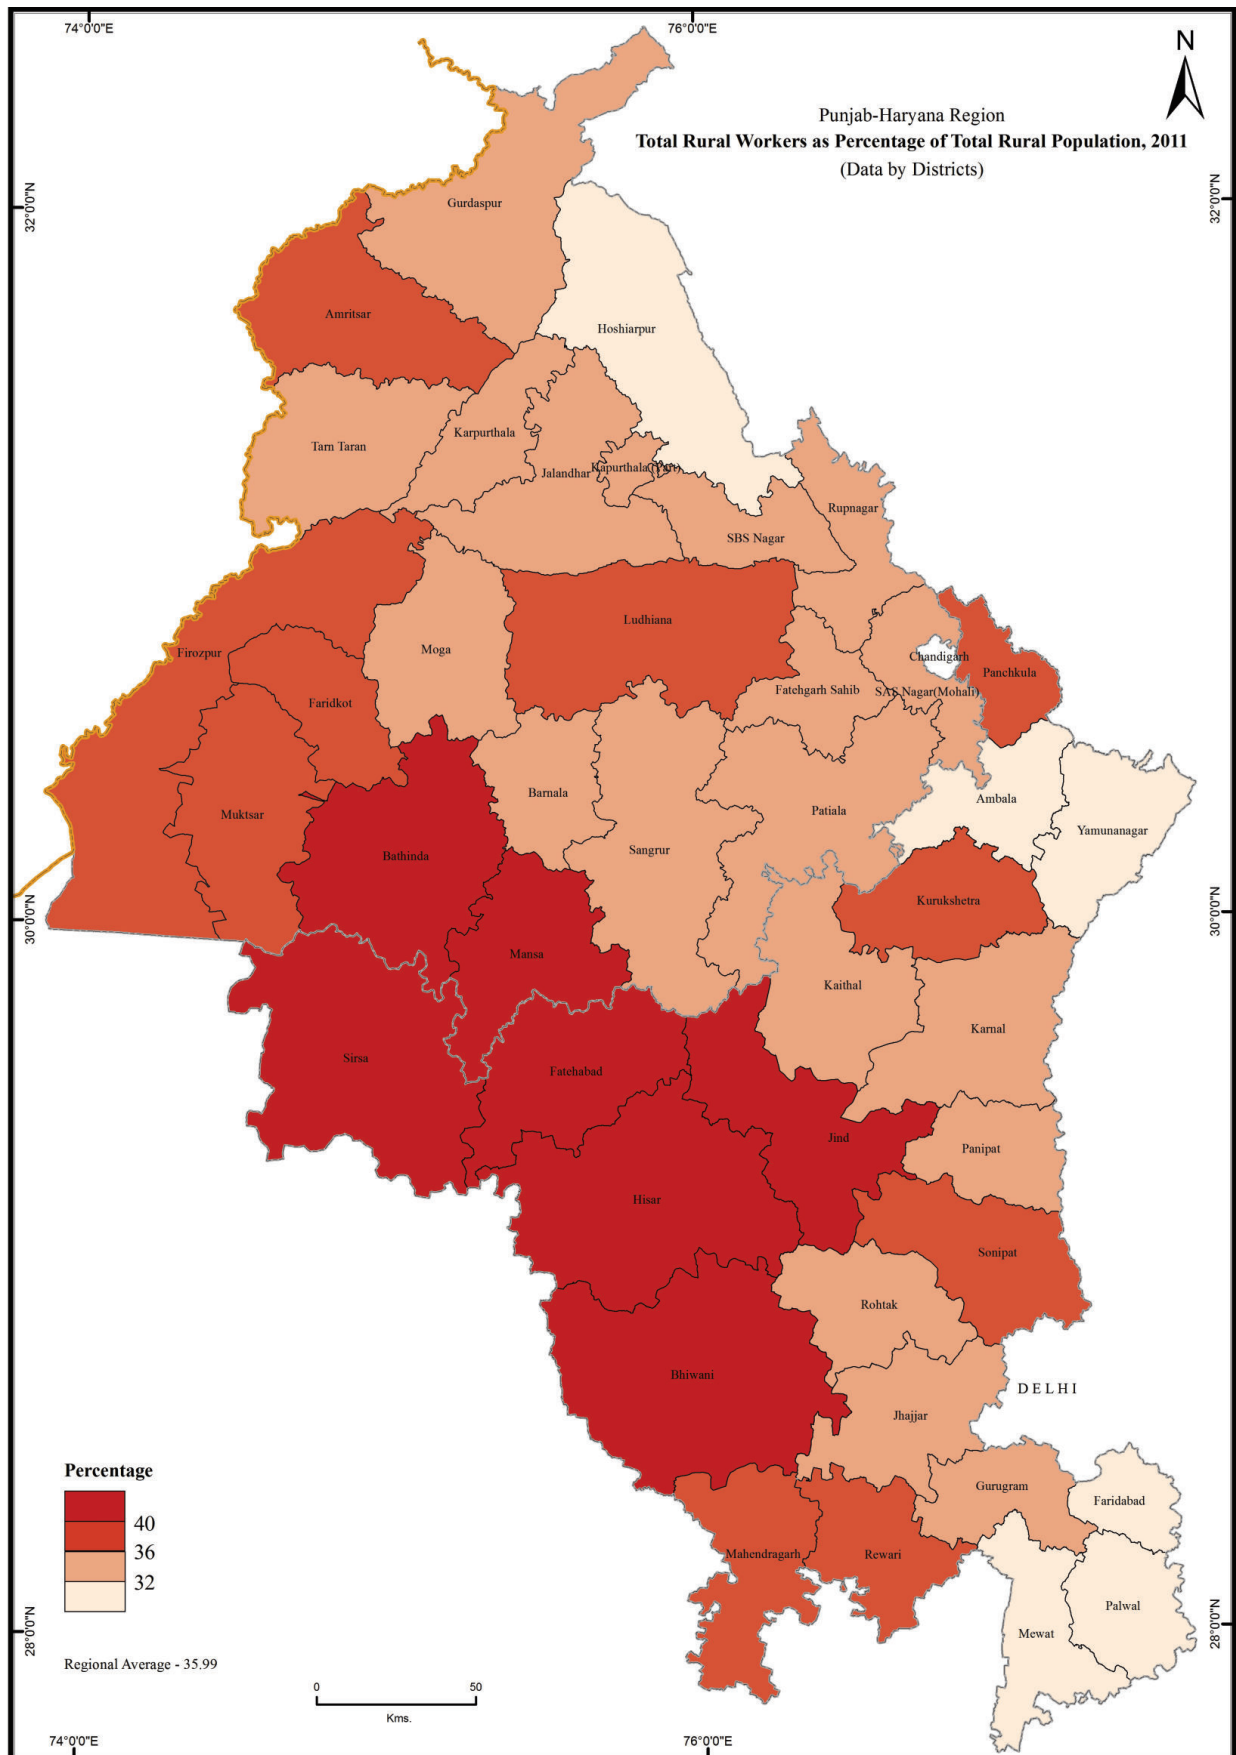 74°0'0"E
76°0'0"E
N
Punjab-Haryana Region
Total Rural Workers as Percentage of Total Rural Population, 2011
(Data by Districts)
32°0'0"N
32°0'0"N
Gurdaspur
Amritsar
Hoshiarpur
Tarn Taran
Karpurthala
Jalandhar
Kapurthala(Part)
Rupnagar
SBS Nagar
Ludhiana
Firozpur
Moga
Chandigarh
Panchkula
Faridkot
Fatehgarh Sahib
SAS Nagar(Mohali)
Barnala
Ambala
Muktsar
Patiala
Yamunanagar
Bathinda
Sangrur
Kurukshetra
30°0'0"N
30°0'0"N
Mansa
Kaithal
Karnal
Sirsa
Fatehabad
Jind
Panipat
Hisar
Sonipat
Rohtak
Bhiwani
DELHI
Jhajjar
Percentage
40
36
32
Gurugram
Faridabad
Mahendragarh
Rewari
Palwal
Mewat
28°0'0"N
28°0'0"N
Regional Average - 35.99
0 50
Kms.
74°0'0"E
76°0'0"E